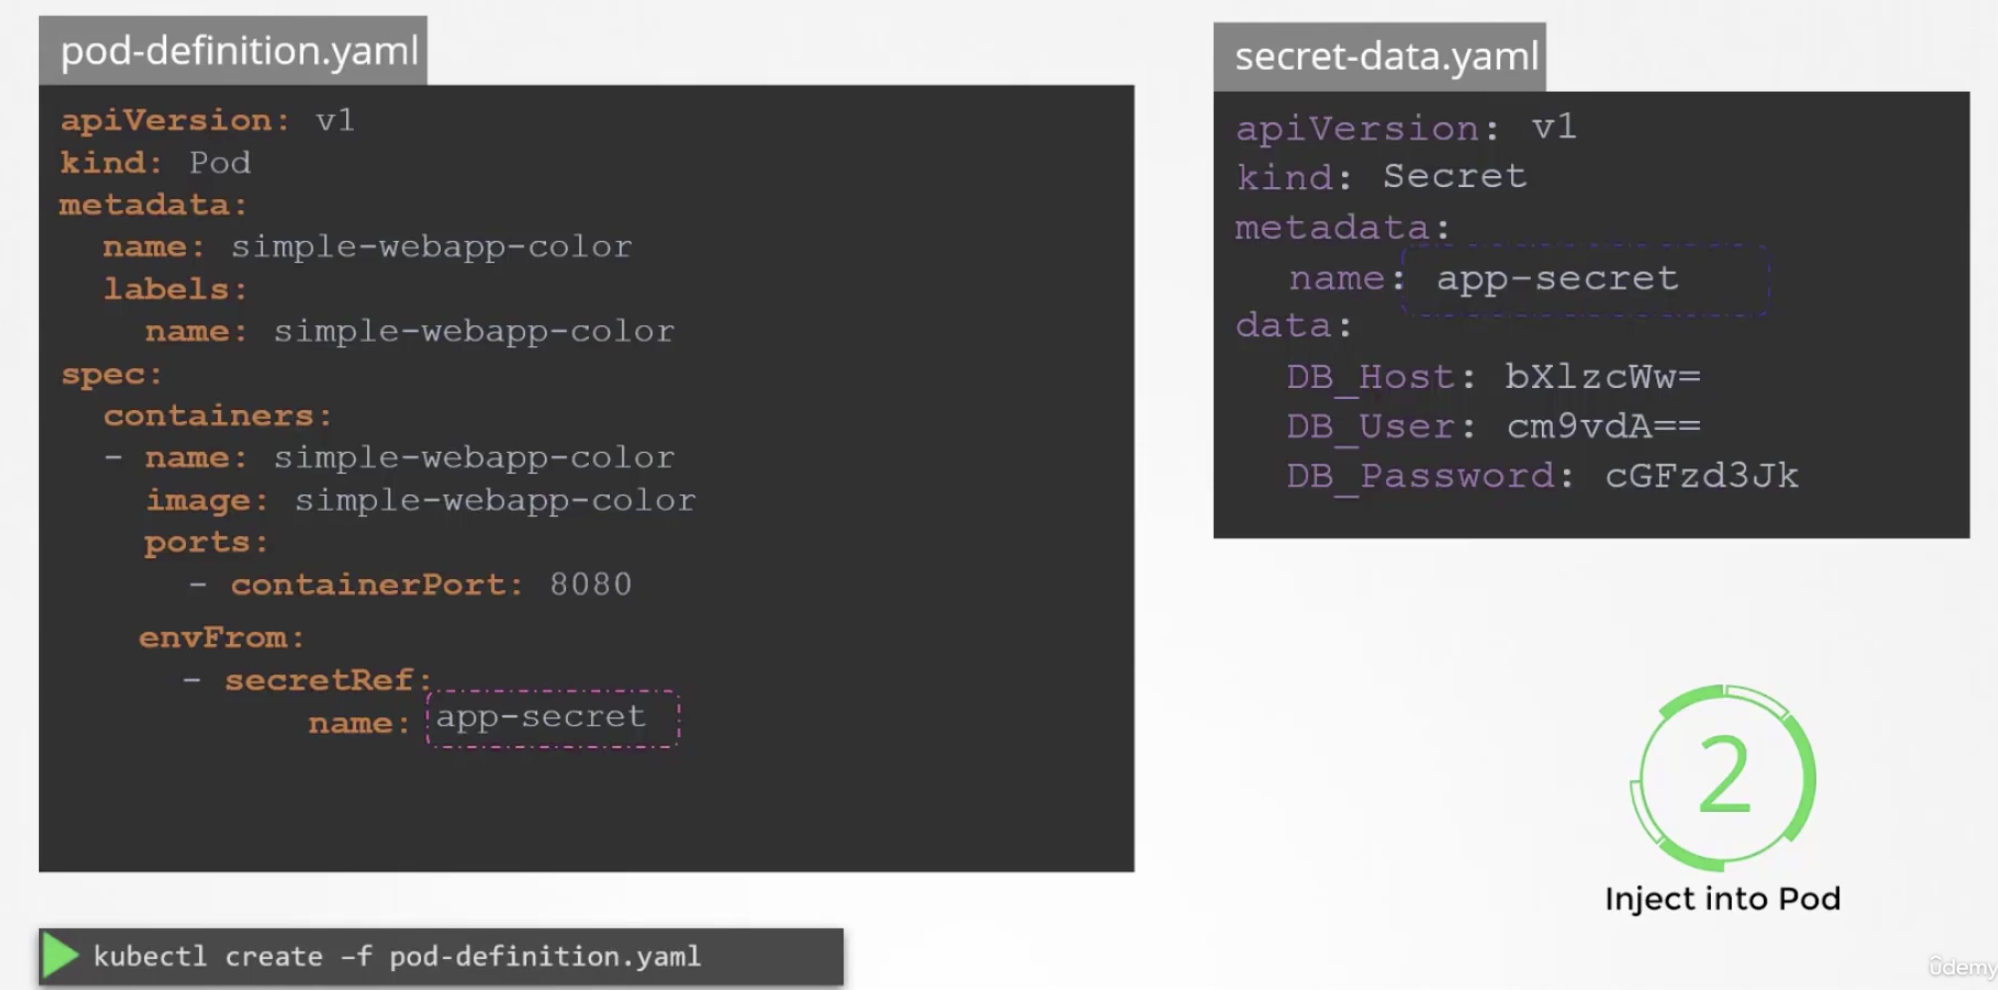 pod-definition.yaml
apiVersion: v1
kind: Pod
metadata:
  name: simple-webapp-color
  labels:
    name: simple-webapp-color
spec:
  containers:
  - name: simple-webapp-color
    image: simple-webapp-color
    ports:
      - containerPort: 8080
    envFrom:
      - secretRef:
            name: app-secret
kubectl create –f pod-definition.yaml
secret-data.yaml
apiVersion: v1
kind: Secret
metadata:
  name: app-secret
data:
  DB_Host: bXlzcWw=
  DB_User: cm9vdA==
  DB_Password: cGFzd3Jk
2
Inject into Pod
ûdemy